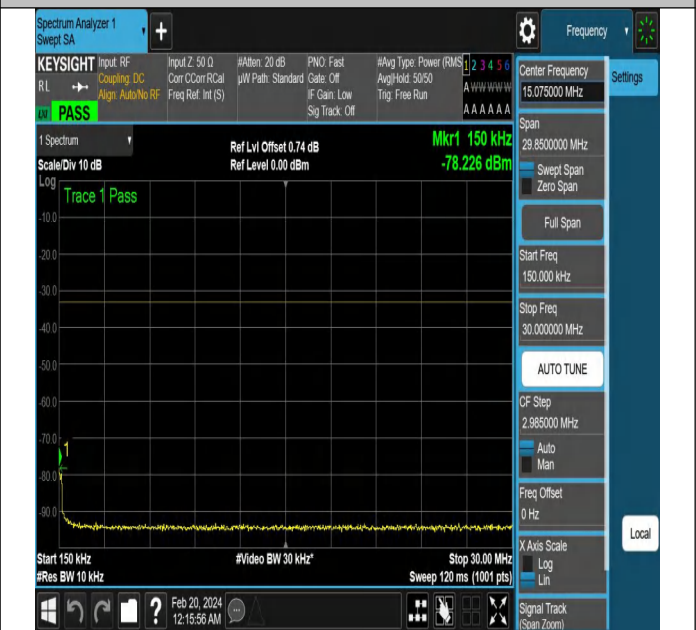 Spectrum Analyzer 1
Swept SA
+
Frequency
KEYSIGHT
RL
Input: RF
Coupling: DC
Align: Auto/No RF
Input Z: 50 Ω
Corr CCorr RCal
Freq Ref: Int (S)
#Atten: 20 dB
µW Path: Standard
PNO: Fast
Gate: Off
IF Gain: Low
Sig Track: Off
#Avg Type: Power (RMS
Avg|Hold: 50/50
Trig: Free Run
1 2 3 4 5 6
A W W W W W
A A A A A A
PASS
1 Spectrum
Scale/Div 10 dB
Ref Lvl Offset 0.74 dB
Ref Level 0.00 dBm
Mkr1 150 kHz
-78.226 dBm
Log
Trace 1 Pass
-10.0
-20.0
-30.0
-40.0
-50.0
-60.0
-70.0
1
-80.0
-90.0
Start 150 kHz
#Video BW 30 kHz*
Stop 30.00 MHz
#Res BW 10 kHz
Sweep 120 ms (1001 pts)
Center Frequency
15.075000 MHz
Settings
Span
29.8500000 MHz
Swept Span
Zero Span
Full Span
Start Freq
150.000 kHz
Stop Freq
30.000000 MHz
AUTO TUNE
CF Step
2.985000 MHz
Auto
Man
Freq Offset
0 Hz
X Axis Scale
Log
Lin
Local
Signal Track
(Span Zoom)
?
Feb 20, 2024
12:15:56 AM